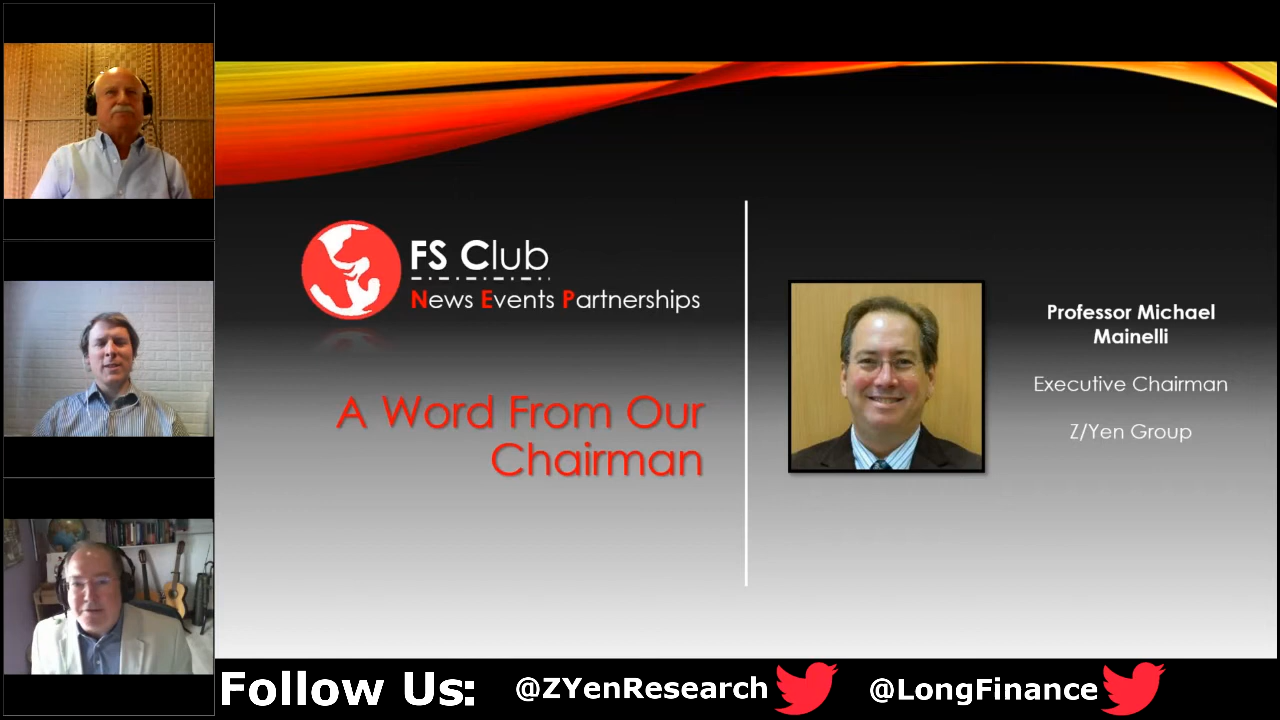 FS Club
News Events Partnerships
A Word From Our
Chairman
Professor Michael
Mainelli
Executive Chairman
Z/Yen Group
Follow Us: @ZYenResearch @LongFinance